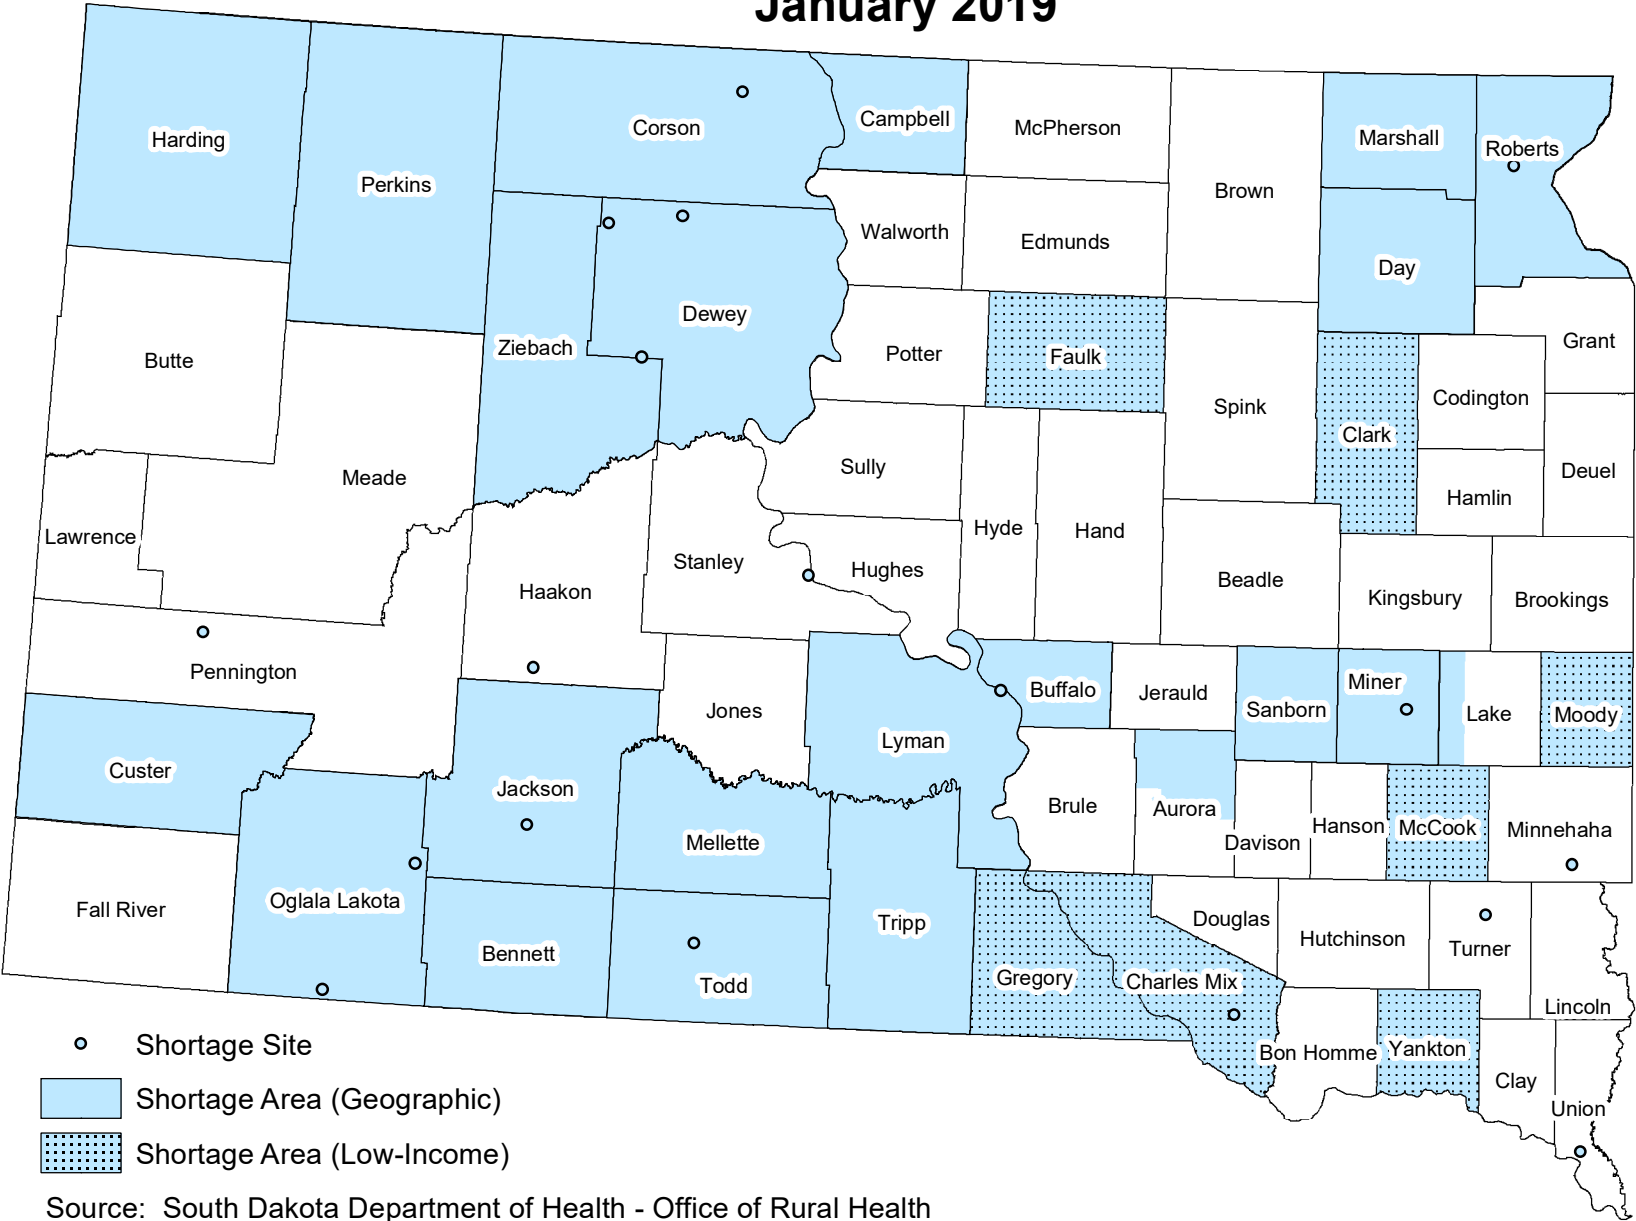 January 2019
Harding
Perkins
Corson
Campbell
McPherson
Brown
Marshall
Roberts
Walworth
Edmunds
Day
Butte
Ziebach
Dewey
Potter
Faulk
Grant
Meade
Sully
Spink
Clark
Codington
Deuel
Hamlin
Lawrence
Haakon
Stanley
Hughes
Hyde
Hand
Beadle
Kingsbury
Brookings
Pennington
Jones
Lyman
Buffalo
Jerauld
Sanborn
Miner
Lake
Moody
Custer
Jackson
Mellette
Brule
Aurora
Davison
Hanson
McCook
Minnehaha
Fall River
Oglala Lakota
Bennett
Todd
Tripp
Gregory
Charles Mix
Douglas
Hutchinson
Turner
Lincoln
Bon Homme
Yankton
Clay
Union
Shortage Site
Shortage Area (Geographic)
Shortage Area (Low-Income)
Source:  South Dakota Department of Health - Office of Rural Health